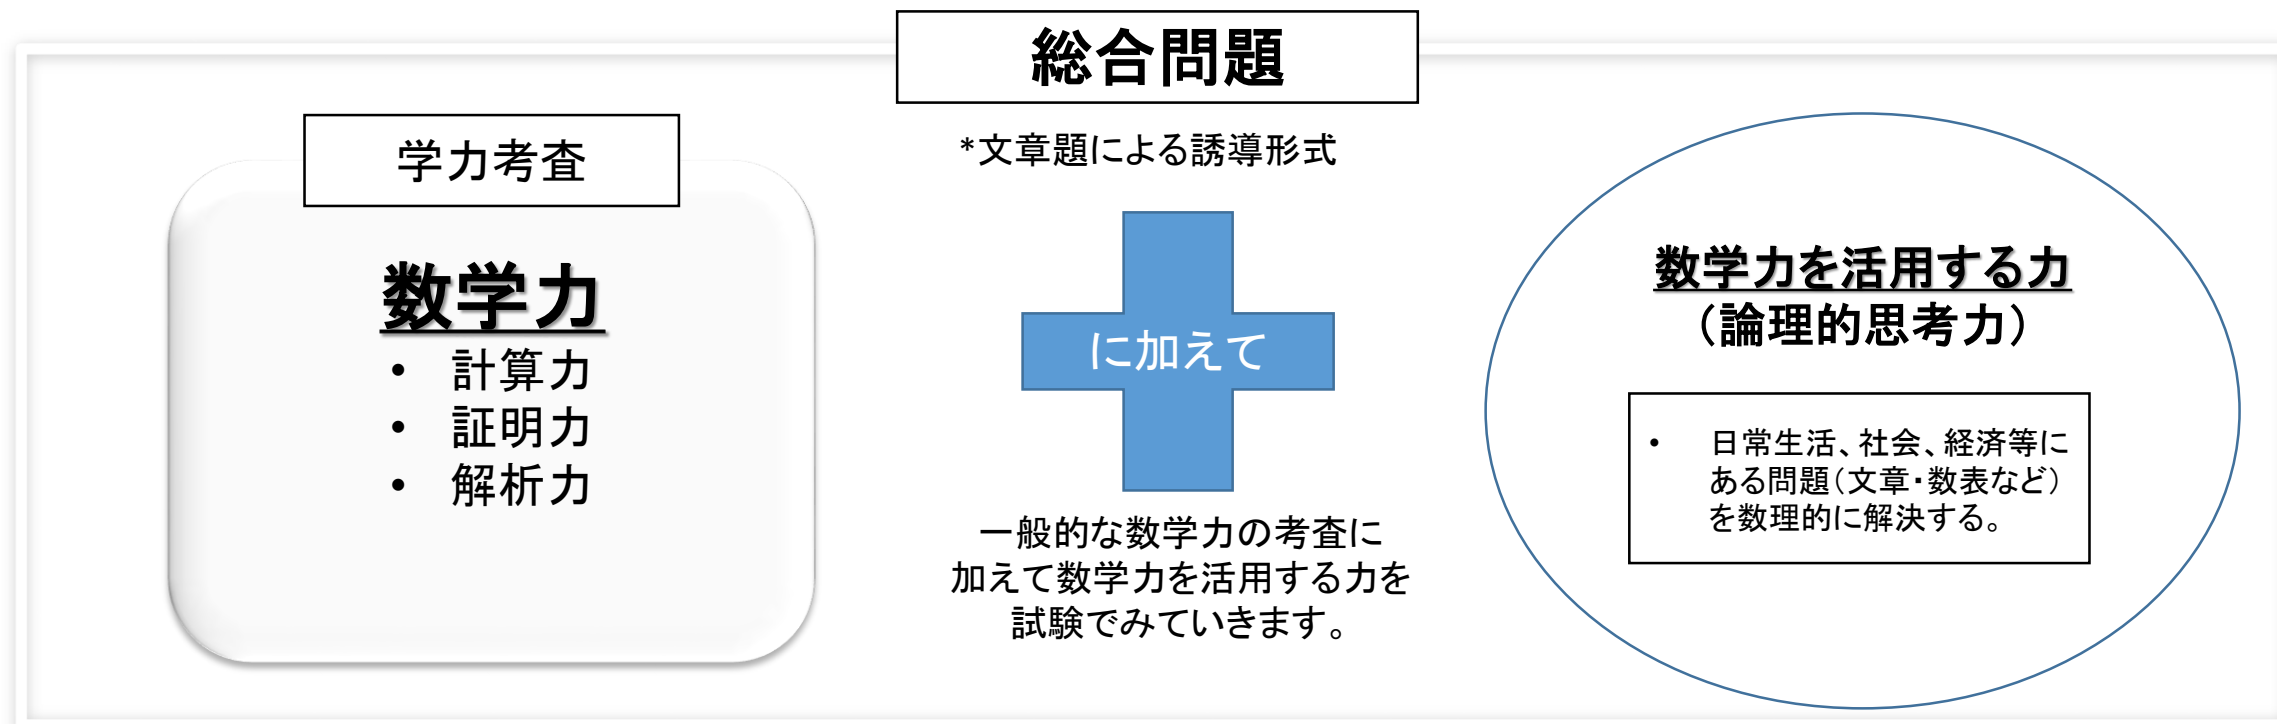 総合問題
*文章題による誘導形式
学力考査
数学力
• 計算力
• 証明力
• 解析力
に加えて
一般的な数学力の考査に
加えて数学力を活用する力を
試験でみていきます。
数学力を活用する力
（論理的思考力）
• 日常生活、社会、経済等に
ある問題（文章・数表など）
を数理的に解決する。